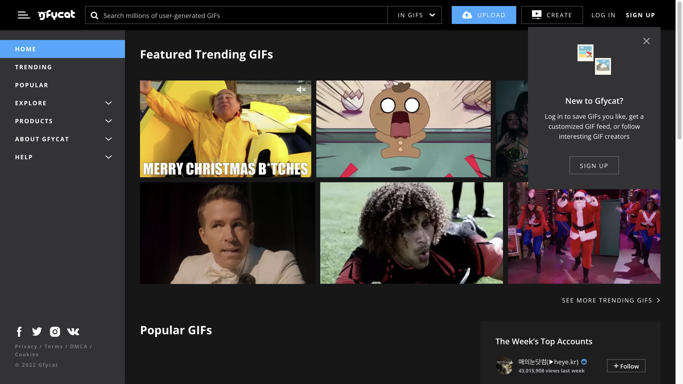 gfycat
Search millions of user-generated GIFs
IN GIFS
UPLOAD
CREATE
LOG IN
SIGN UP
HOME
TRENDING
POPULAR
EXPLORE
PRODUCTS
ABOUT GFYCAT
HELP
Privacy / Terms / DMCA /
Cookies
© 2022 Gfycat
Featured Trending GIFs
MERRY CHRISTMAS B*TCHES
New to Gfycat?
Log in to save GIFs you like, get a
customized GIF feed, or follow
interesting GIF creators
SIGN UP
SEE MORE TRENDING GIFS
Popular GIFs
The Week's Top Accounts
매의눈닷컴(▶heye.kr)
43,015,908 views last week
+ Follow